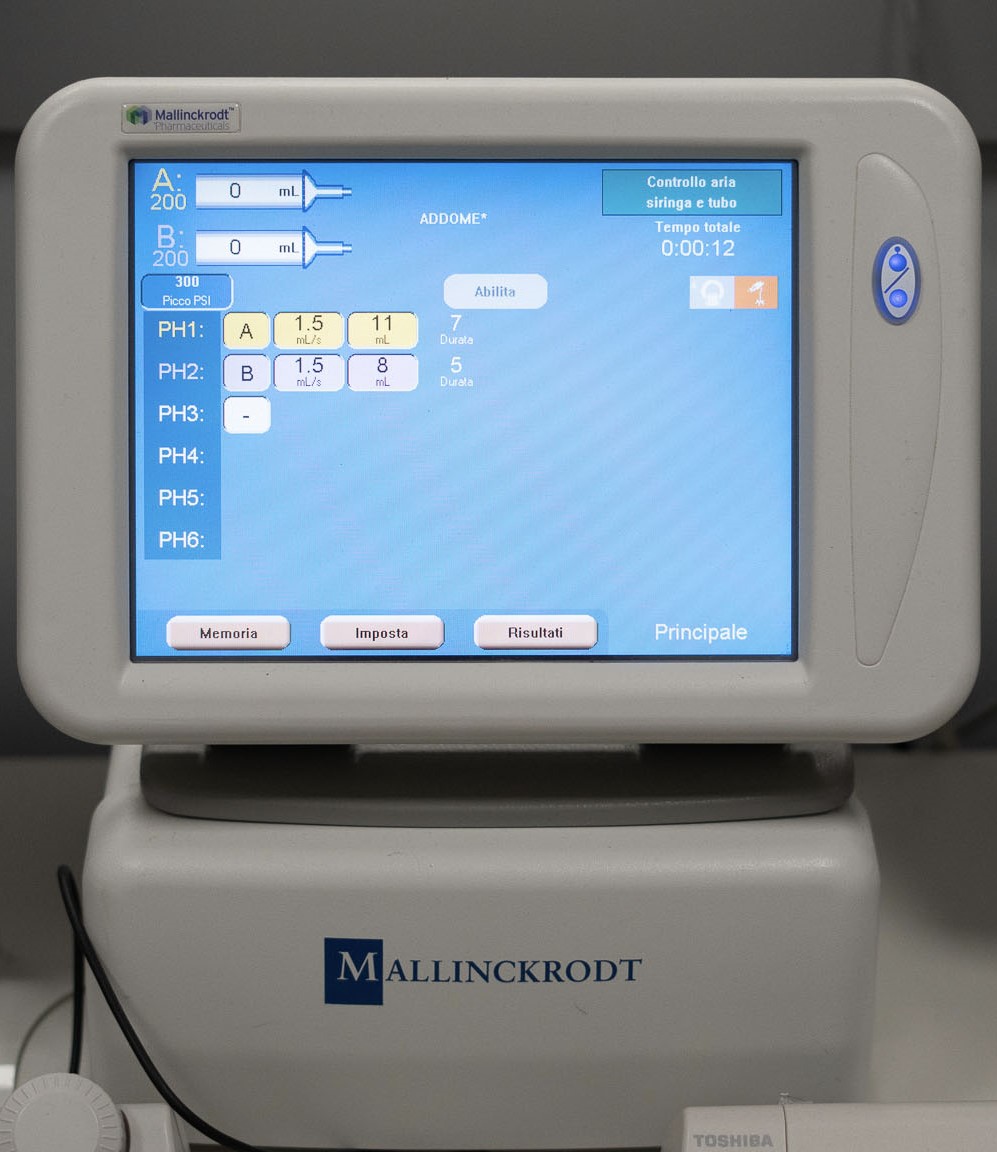 Mallinckrodt™
Pharmaceuticals
A:
200
0 mL
B:
200
0 mL
ADDOME*
Controllo aria
siringa e tubo
Tempo totale
0:00:12
300
Picco PSI
Abilita
PH1: A 1.5 mL/s 11 mL 7 Durata
PH2: B 1.5 mL/s 8 mL 5 Durata
PH3: -
PH4:
PH5:
PH6:
Memoria Imposta Risultati Principale
MALLINCKRODT
TOSHIBA